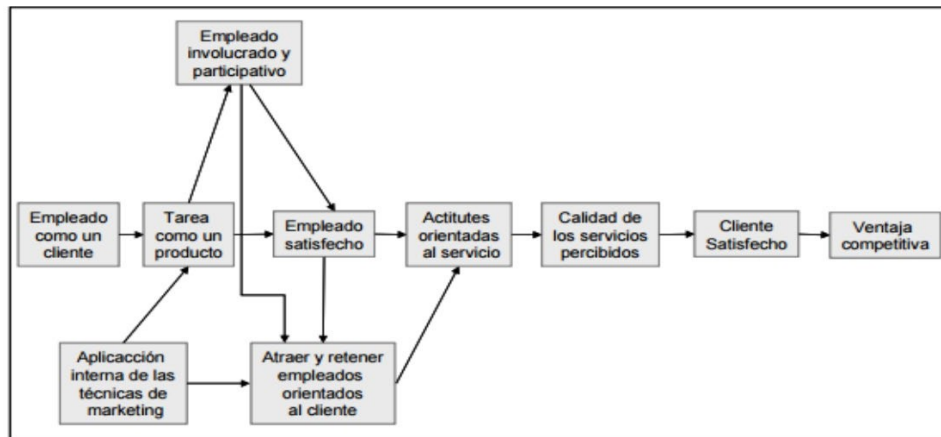 Empleado
involucrado y
participativo
Empleado
como un
cliente
Tarea
como un
producto
Empleado
satisfecho
Actitutes
orientadas
al servicio
Calidad de
los servicios
percibidos
Cliente
Satisfecho
Ventaja
competitiva
Aplicacción
interna de las
técnicas de
marketing
Atraer y retener
empleados
orientados
al cliente